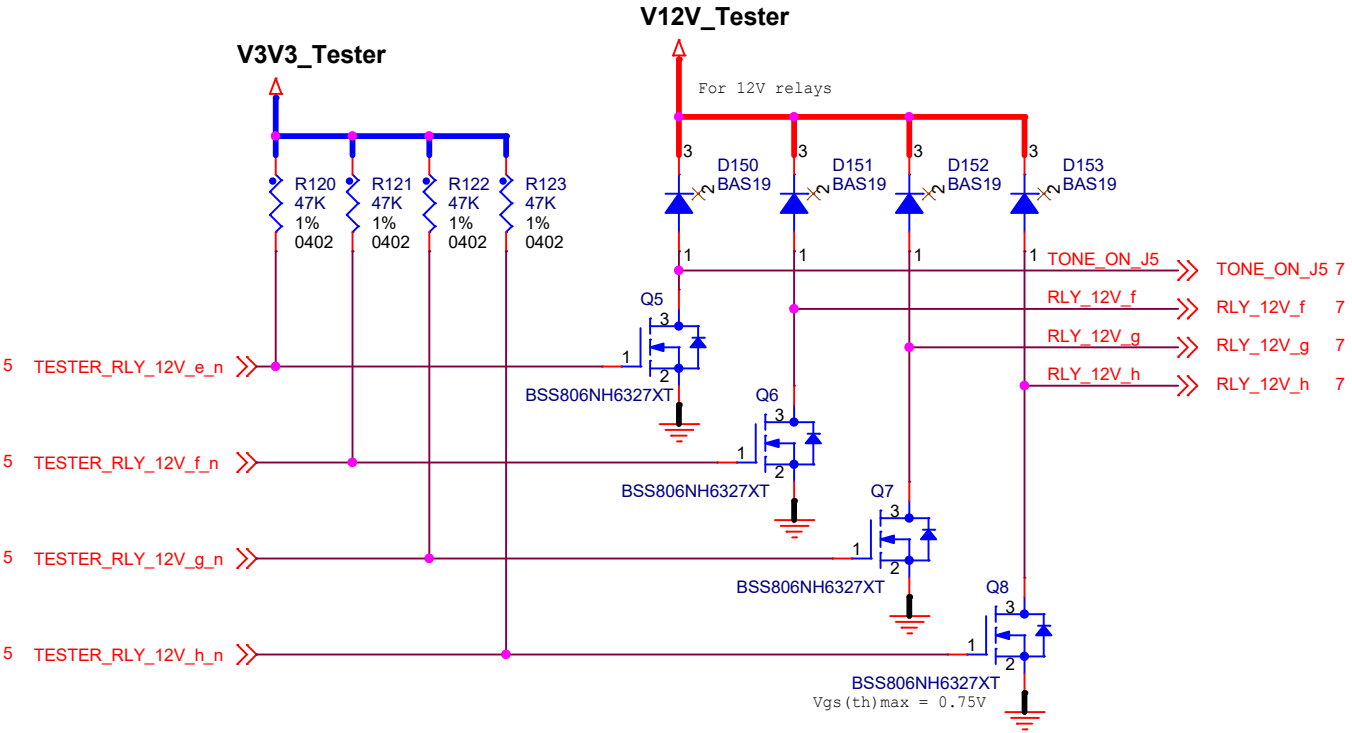 V12V_Tester
V3V3_Tester
For 12V relays
3
D150
BAS19
2
1
3
D151
BAS19
2
1
3
D152
BAS19
2
1
3
D153
BAS19
2
1
R120
47K
1%
0402
R121
47K
1%
0402
R122
47K
1%
0402
R123
47K
1%
0402
TONE_ON_J5
TONE_ON_J5 7
RLY_12V_f
RLY_12V_f 7
RLY_12V_g
RLY_12V_g 7
RLY_12V_h
RLY_12V_h 7
Q5
3
1
2
BSS806NH6327XT
5 TESTER_RLY_12V_e_n
Q6
3
1
2
BSS806NH6327XT
5 TESTER_RLY_12V_f_n
Q7
3
1
2
BSS806NH6327XT
5 TESTER_RLY_12V_g_n
Q8
3
1
2
BSS806NH6327XT
5 TESTER_RLY_12V_h_n
Vgs(th)max = 0.75V